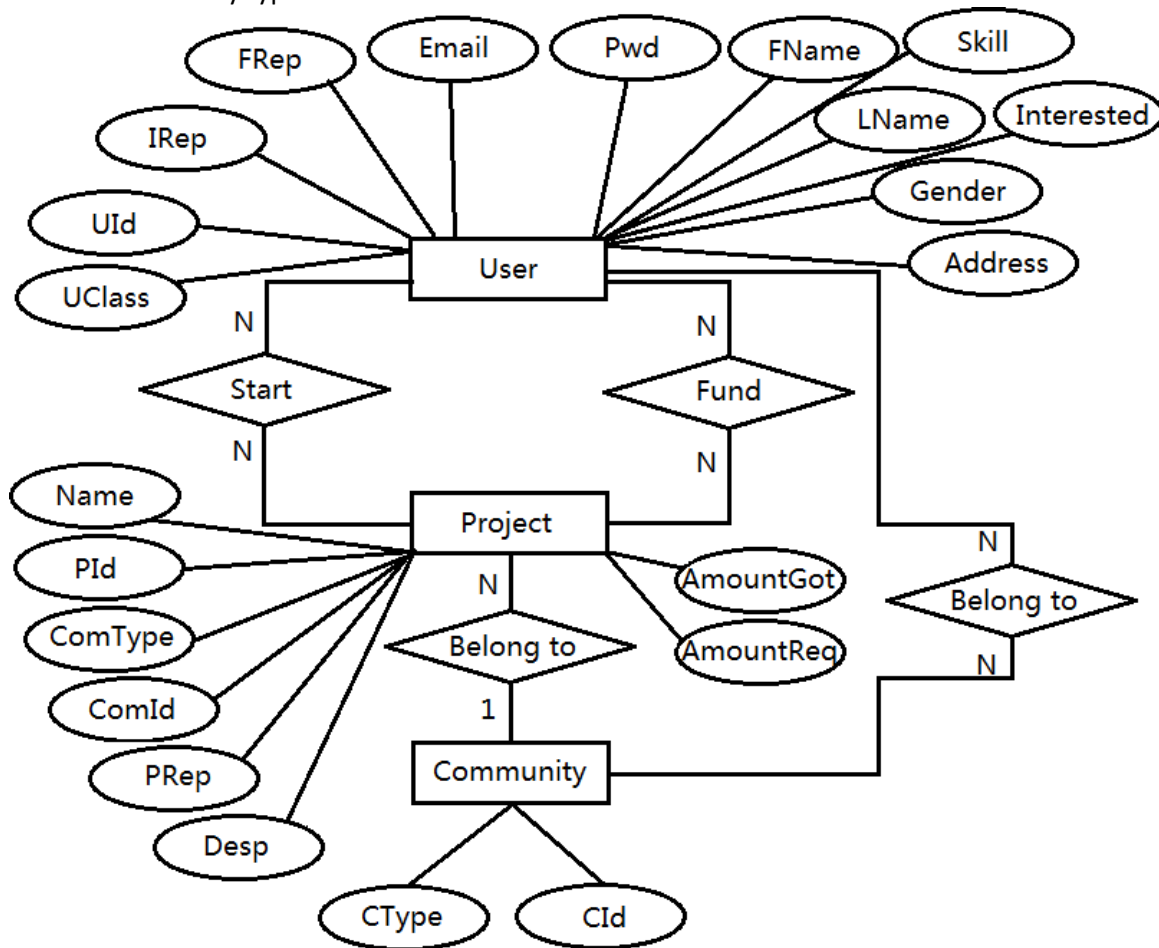 FRep
Email
Pwd
FName
Skill
IRep
LName
Interested
UId
Gender
UClass
User
Address
N
N
Start
Fund
N
N
Name
Project
N
PId
N
AmountGot
Belong to
ComType
Belong to
AmountReq
N
ComId
1
PRep
Community
Desp
CType
CId